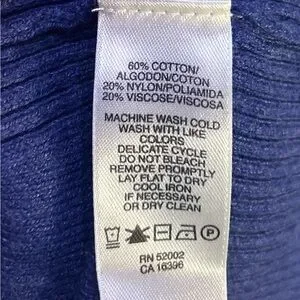 60% COTTON/
ALGODON/COTON
20% NYLON/POLIAMIDA
20% VISCOSE/VISCOSA
MACHINE WASH COLD
WASH WITH LIKE
COLORS
DELICATE CYCLE
DO NOT BLEACH
REMOVE PROMPTLY
LAY FLAT TO DRY
COOL IRON
IF NECESSARY
OR DRY CLEAN
P
RN 52002
CA 16396